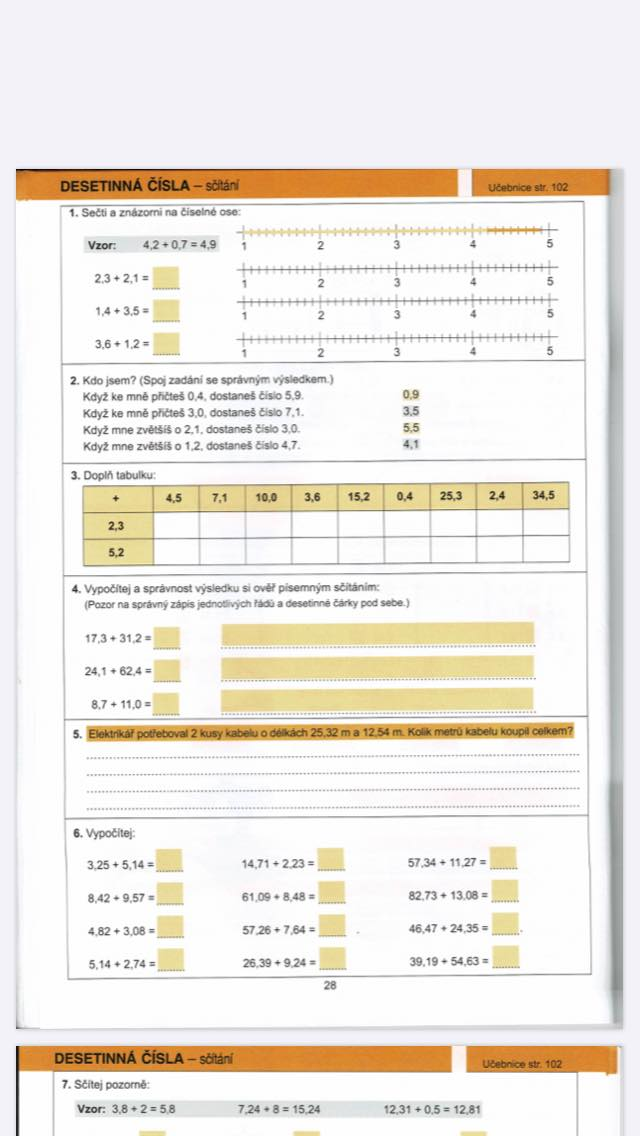 DESETINNÁ ČÍSLA – sčítání Učebnice str. 102
1. Sečti a znázorni na číselné ose:
Vzor: 4,2 + 0,7 = 4,9
1 2 3 4 5
2,3 + 2,1 =
1 2 3 4 5
1,4 + 3,5 =
1 2 3 4 5
3,6 + 1,2 =
1 2 3 4 5
2. Kdo jsem? (Spoj zadání se správným výsledkem.)
Když ke mně přičteš 0,4, dostaneš číslo 5,9. 0,9
Když ke mně přičteš 3,0, dostaneš číslo 7,1. 3,5
Když mne zvětšíš o 2,1, dostaneš číslo 3,0. 5,5
Když mne zvětšíš o 1,2, dostaneš číslo 4,7. 4,1
3. Doplň tabulku:
+ 4,5 7,1 10,0 3,6 15,2 0,4 25,3 2,4 34,5
2,3
5,2
4. Vypočítej a správnost výsledku si ověř písemným sčítáním:
(Pozor na správný zápis jednotlivých řádů a desetinné čárky pod sebe.)
17,3 + 31,2 =
24,1 + 62,4 =
8,7 + 11,0 =
5. Elektrikář potřeboval 2 kusy kabelu o délkách 25,32 m a 12,54 m. Kolik metrů kabelu koupil celkem?
6. Vypočítej:
3,25 + 5,14 = 14,71 + 2,23 = 57,34 + 11,27 =
8,42 + 9,57 = 61,09 + 8,48 = 82,73 + 13,08 =
4,82 + 3,08 = 57,26 + 7,64 = 46,47 + 24,35 =
5,14 + 2,74 = 26,39 + 9,24 = 39,19 + 54,63 =
28
DESETINNÁ ČÍSLA – sčítání Učebnice str. 102
7. Sčítej pozorně:
Vzor: 3,8 + 2 = 5,8 7,24 + 8 = 15,24 12,31 + 0,5 = 12,81